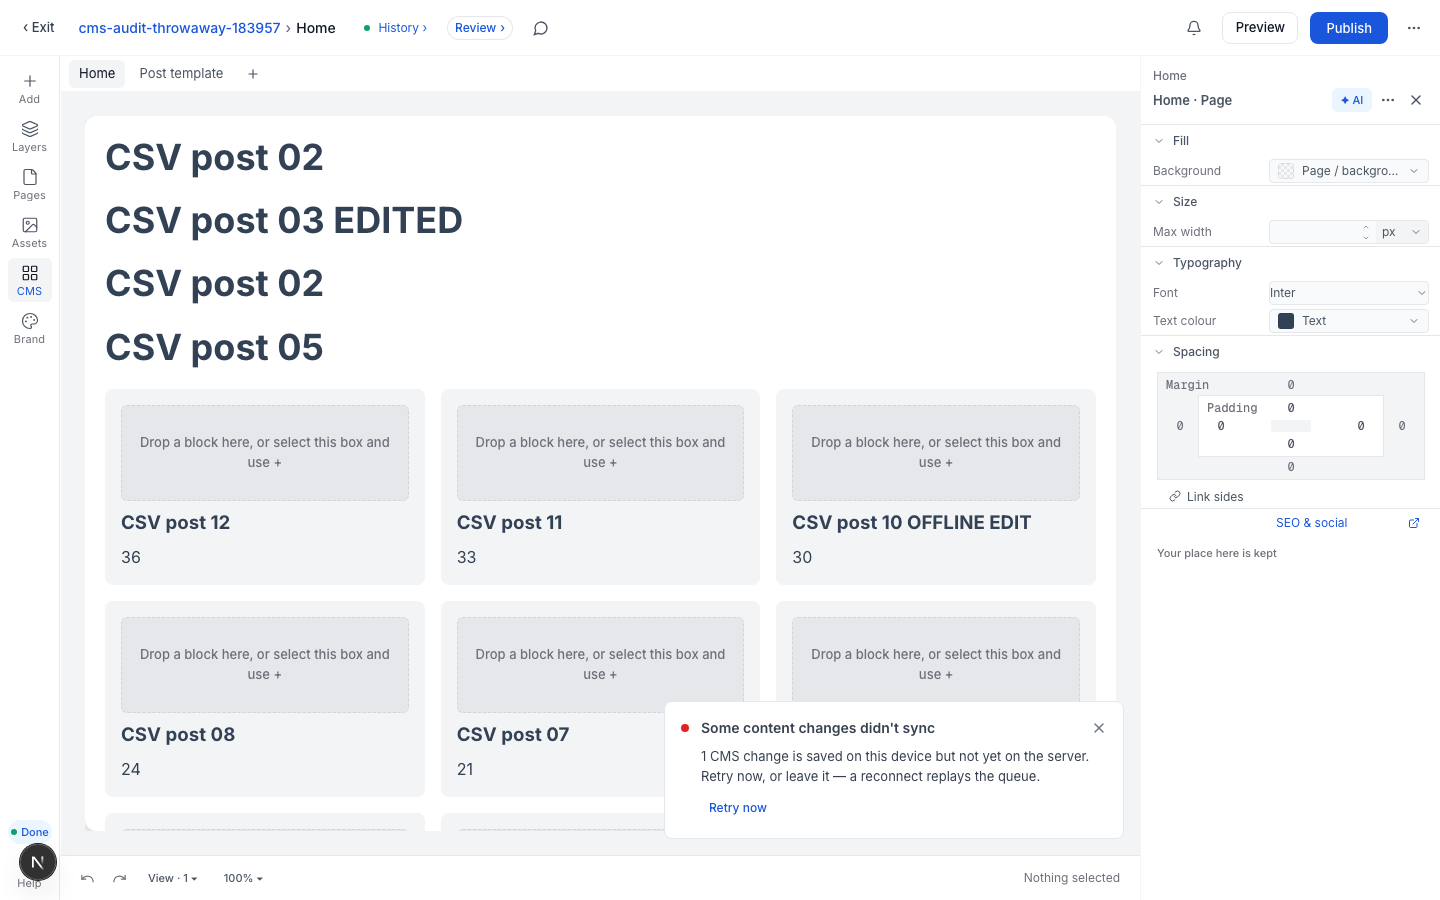 ‹ Exit
cms-audit-throwaway-183957 › Home
History ›
Review ›
Preview
Publish
Add
Layers
Pages
Assets
CMS
Brand
Done
N
Help
Home
Post template
CSV post 02
CSV post 03 EDITED
CSV post 02
CSV post 05
Drop a block here, or select this box and
use +
CSV post 12
36
Drop a block here, or select this box and
use +
CSV post 11
33
Drop a block here, or select this box and
use +
CSV post 10 OFFLINE EDIT
30
Drop a block here, or select this box and
use +
CSV post 08
24
Drop a block here, or select this box and
use +
CSV post 07
21
Drop a block here, or select this box and
use +
Some content changes didn't sync
1 CMS change is saved on this device but not yet on the server.
Retry now, or leave it — a reconnect replays the queue.
Retry now
View · 1
100%
Nothing selected
Home
Home · Page
AI
Fill
Background
Page / backgro...
Size
Max width
px
Typography
Font
Inter
Text colour
Text
Spacing
Margin
0
Padding
0
0
0
0
0
0
0
Link sides
SEO & social
Your place here is kept